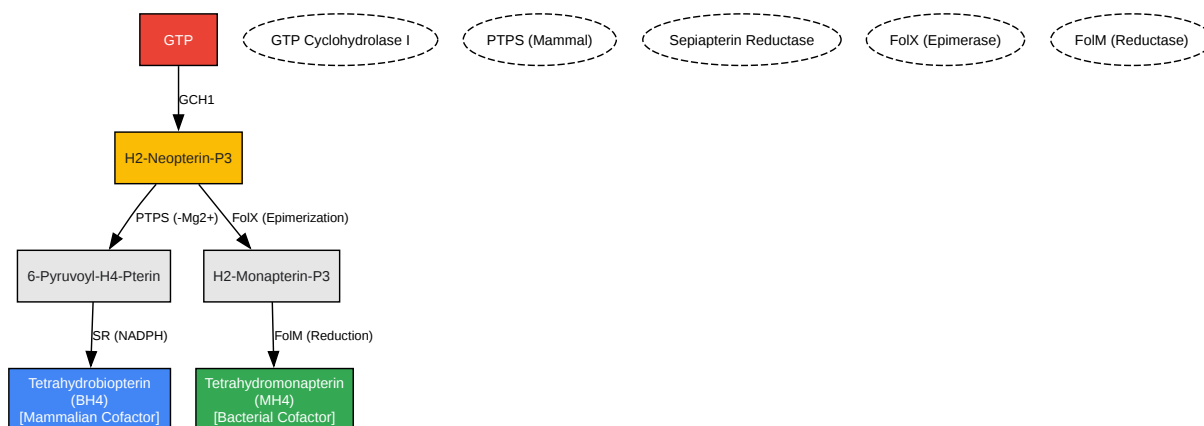 GTP
GTP Cyclohydrolase I
PTPS (Mammal)
Sepiapterin Reductase
FolX (Epimerase)
FolM (Reductase)
GCH1
H2-Neopterin-P3
PTPS (-Mg2+)
FolX (Epimerization)
6-Pyruvoyl-H4-Pterin
H2-Monapterin-P3
SR (NADPH)
FolM (Reduction)
Tetrahydrobiopterin
(BH4)
[Mammalian Cofactor]
Tetrahydromonapterin
(MH4)
[Bacterial Cofactor]